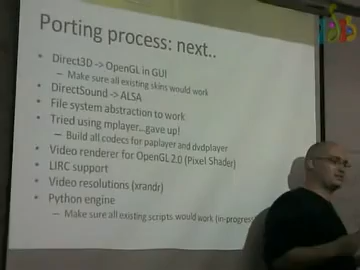 Porting process: next..
• Direct3D -> OpenGL in GUI
– Make sure all existing skins would work
• DirectSound -> ALSA
• File system abstraction to work
• Tried using mplayer...gave up!
– Build all codecs for paplayer and dvdplayer
• Video renderer for OpenGL 2.0 (Pixel Shader)
• LIRC support
• Video resolutions (xrandr)
• Python engine
– Make sure all existing scripts would work (in-progress)